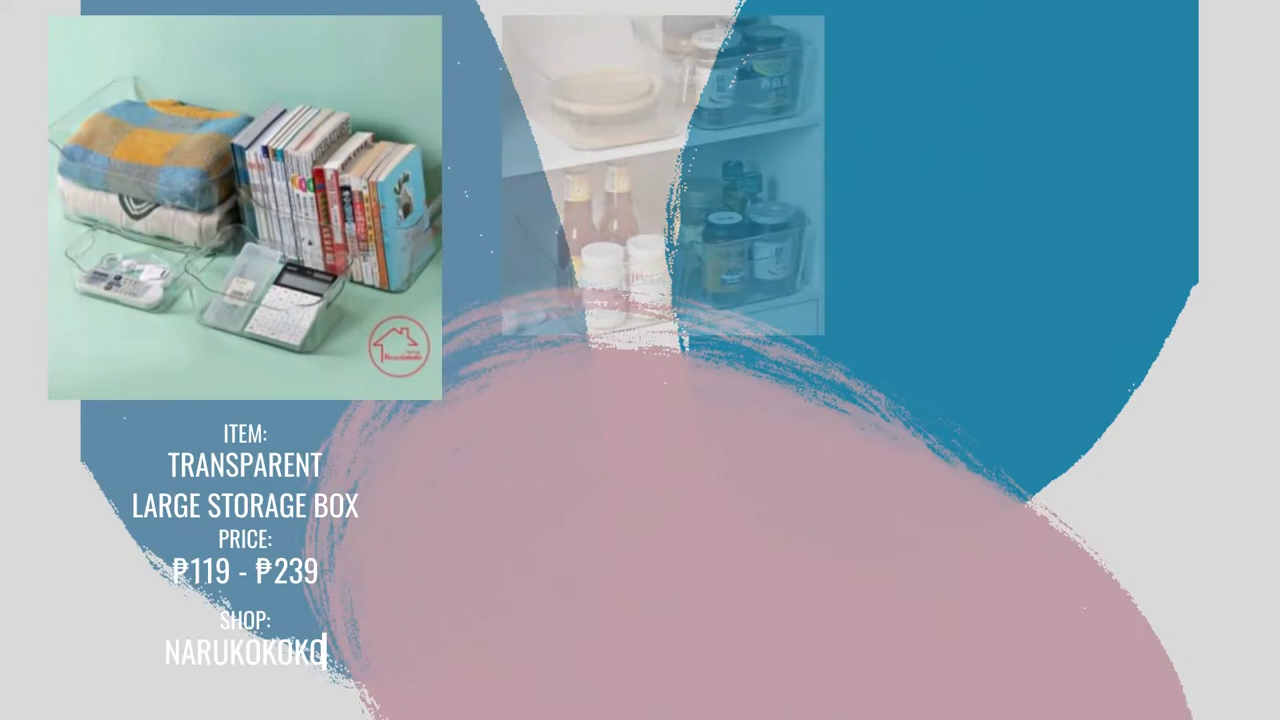 ITEM:
TRANSPARENT
LARGE STORAGE BOX
PRICE:
₱119 - ₱239
SHOP:
NARUKOKOKO